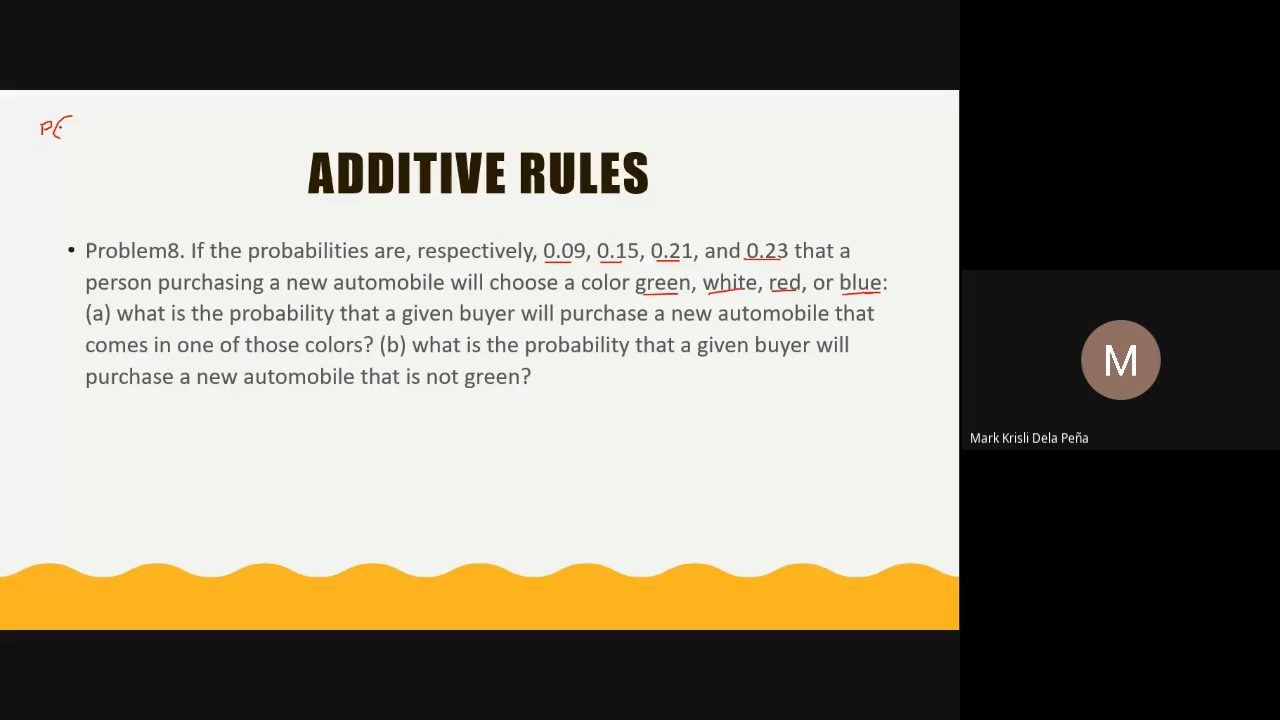 P(
ADDITIVE RULES
• Problem8. If the probabilities are, respectively, 0.09, 0.15, 0.21, and 0.23 that a
person purchasing a new automobile will choose a color green, white, red, or blue:
(a) what is the probability that a given buyer will purchase a new automobile that
comes in one of those colors? (b) what is the probability that a given buyer will
purchase a new automobile that is not green?
M
Mark Krisli Dela Peña